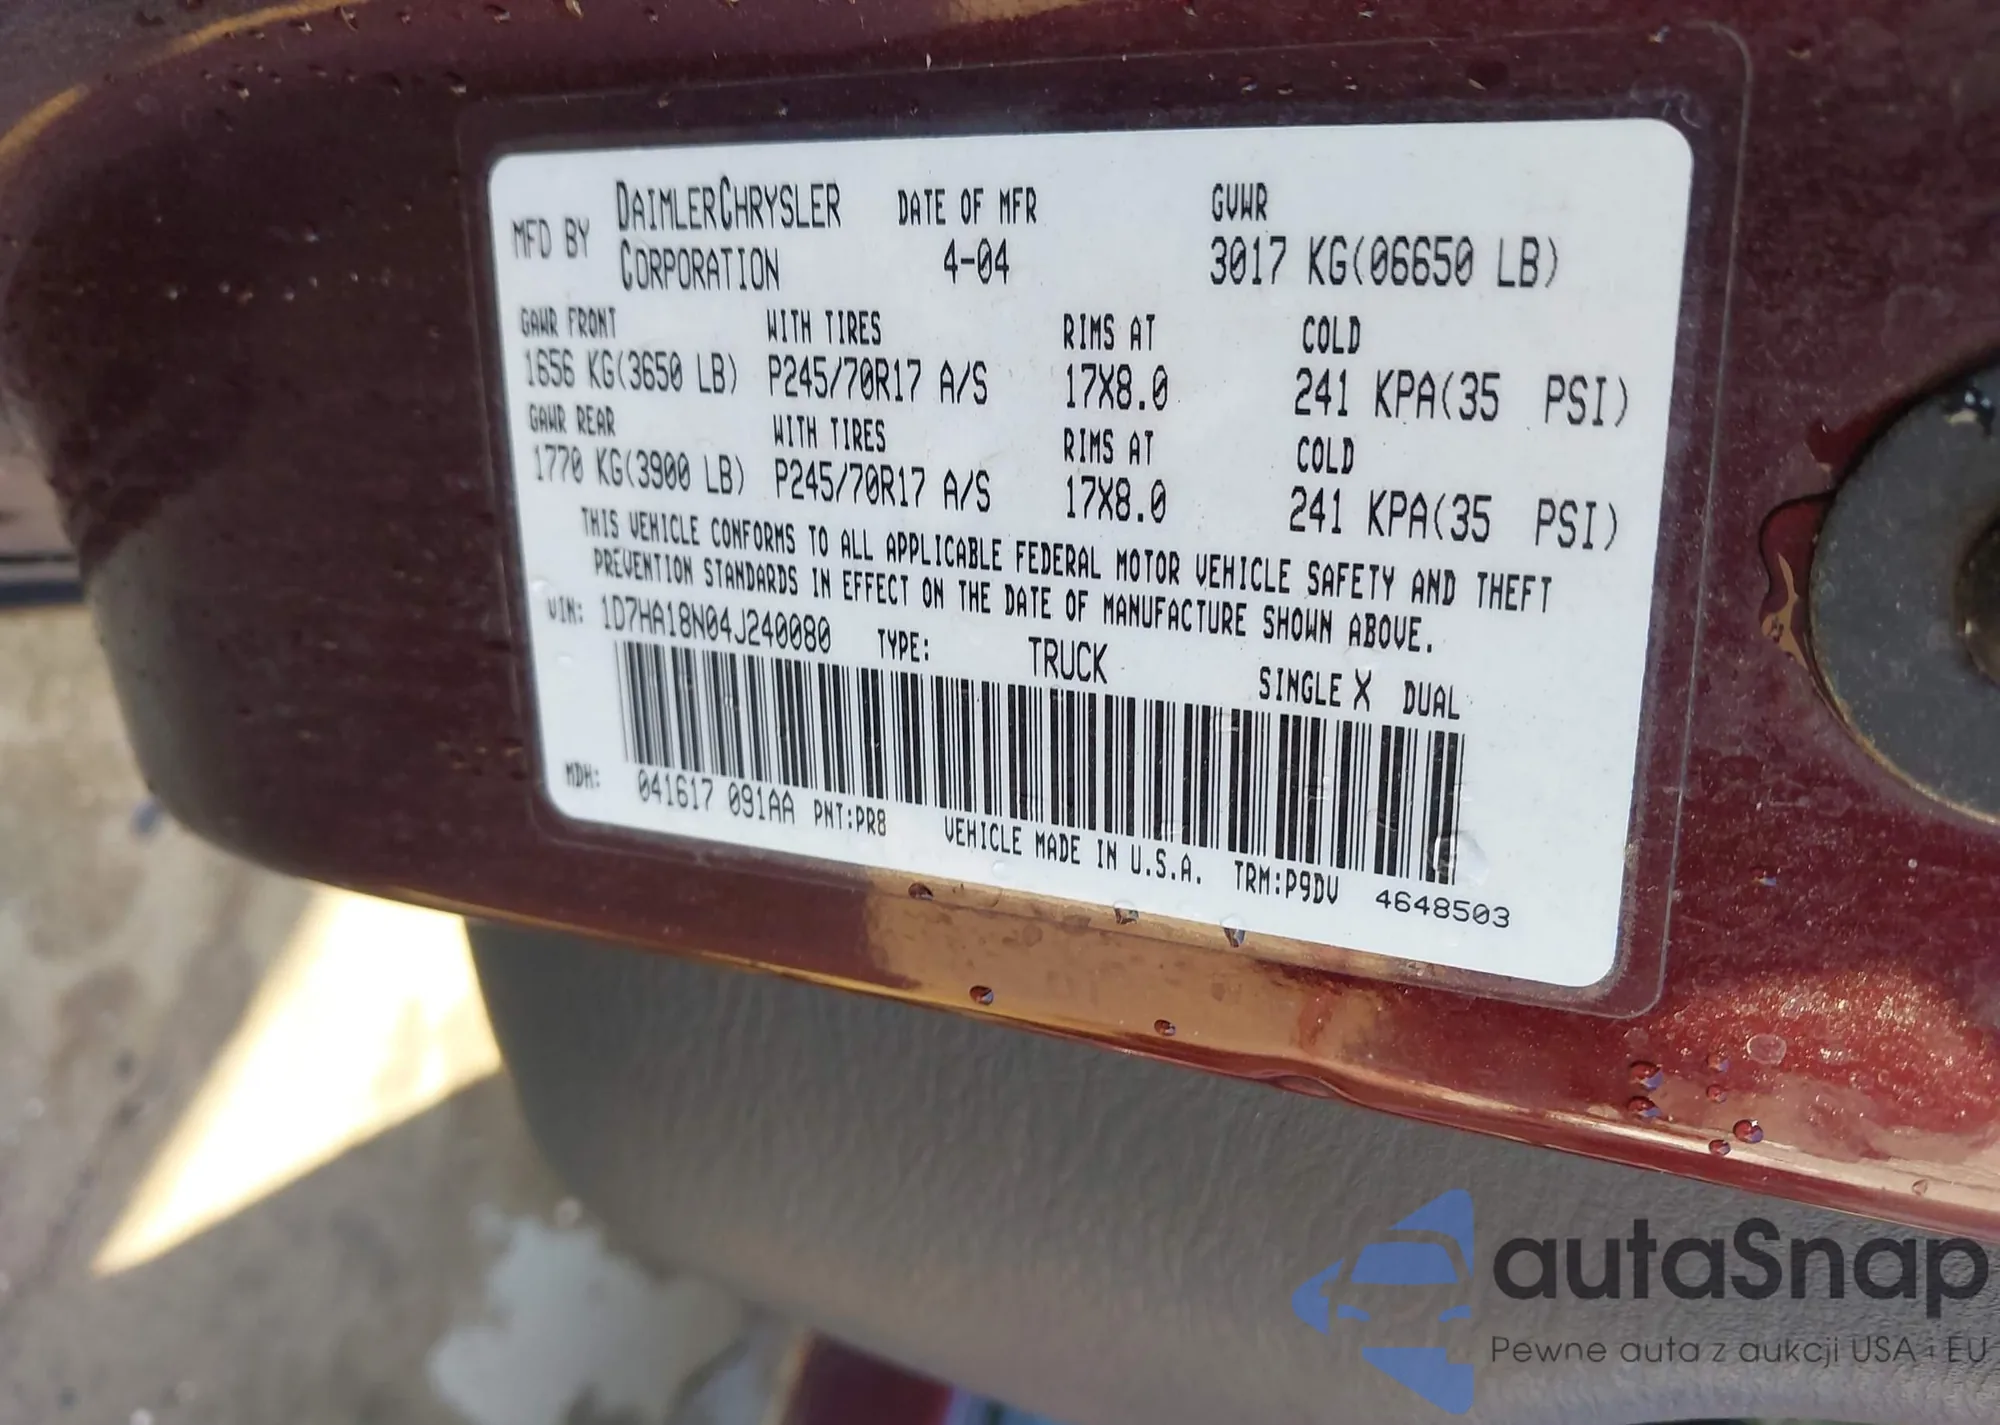 MFD BY DAIMLERCHRYSLER CORPORATION DATE OF MFR 4-04 GVWR 3017 KG(06650 LB)
GAWR FRONT WITH TIRES RIMS AT COLD
1656 KG(3650 LB) P245/70R17 A/S 17X8.0 241 KPA(35 PSI)
GAWR REAR WITH TIRES RIMS AT COLD
1770 KG(3900 LB) P245/70R17 A/S 17X8.0 241 KPA(35 PSI)
THIS VEHICLE CONFORMS TO ALL APPLICABLE FEDERAL MOTOR VEHICLE SAFETY AND THEFT
PREVENTION STANDARDS IN EFFECT ON THE DATE OF MANUFACTURE SHOWN ABOVE.
VIN: 1D7HA18N04J240080 TYPE: TRUCK SINGLE X DUAL
MDH: 041617 091AA PNT:PR8 VEHICLE MADE IN U.S.A. TRM:P9DV 4648503
autaSnap
Pewne auta z aukcji USA i EU